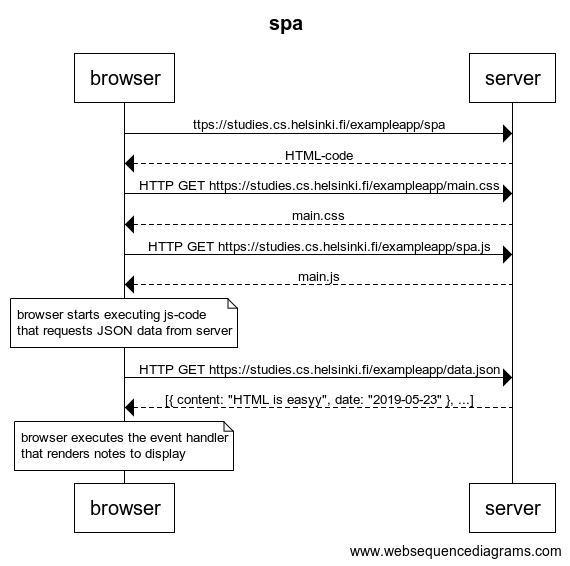 spa
browser server
ttps://studies.cs.helsinki.fi/exampleapp/spa
HTML-code
HTTP GET https://studies.cs.helsinki.fi/exampleapp/main.css
main.css
HTTP GET https://studies.cs.helsinki.fi/exampleapp/spa.js
main.js
browser starts executing js-code
that requests JSON data from server
HTTP GET https://studies.cs.helsinki.fi/exampleapp/data.json
[{ content: "HTML is easyy", date: "2019-05-23" }, ...]
browser executes the event handler
that renders notes to display
browser server
www.websequencediagrams.com